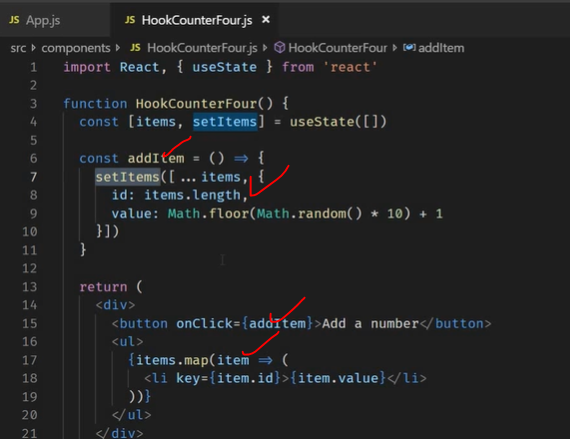 JS App.js JS HookCounterFour.js ×
src > components > JS HookCounterFour.js > HookCounterFour > addItem
1 import React, { useState } from 'react'
2
3 function HookCounterFour() {
4 const [items, setItems] = useState([])
5
6 const addItem = () => {
7 setItems([...items, {
8 id: items.length,
9 value: Math.floor(Math.random() * 10) + 1
10 }])
11 }
12
13 return (
14 <div>
15 <button onClick={addItem}>Add a number</button>
16 <ul>
17 {items.map(item => (
18 <li key={item.id}>{item.value}</li>
19 ))}
20 </ul>
21 </div>